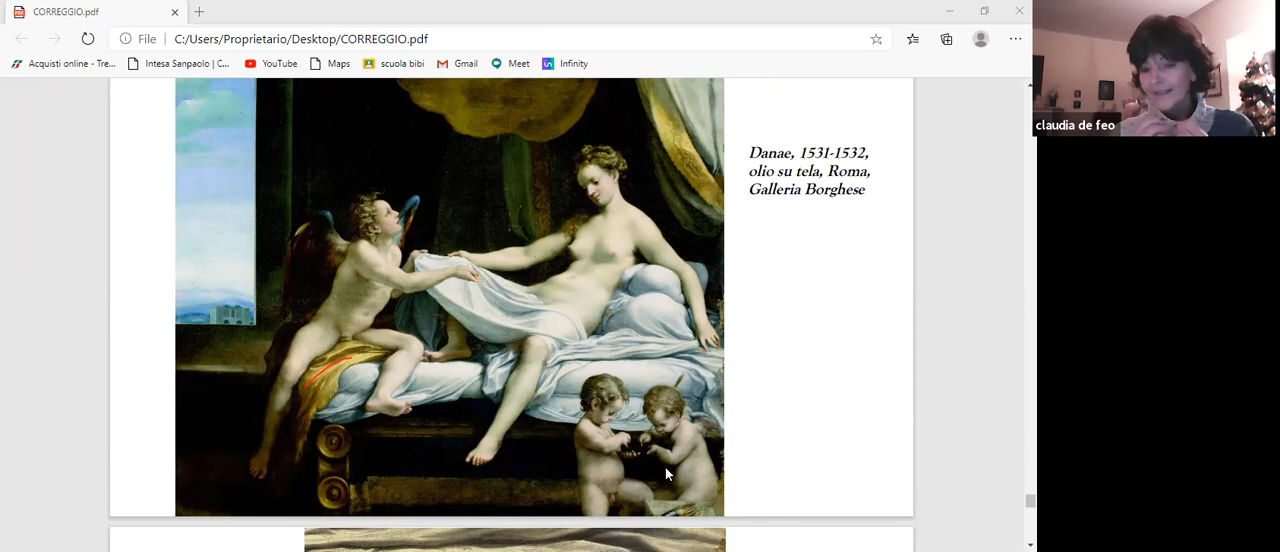 CORREGGIO.pdf
File
C:/Users/Proprietario/Desktop/CORREGGIO.pdf
Acquisti online - Tre...
Intesa Sanpaolo | C...
YouTube
Maps
scuola bibi
Gmail
Meet
Infinity
claudia de feo
Danae, 1531-1532,
olio su tela, Roma,
Galleria Borghese